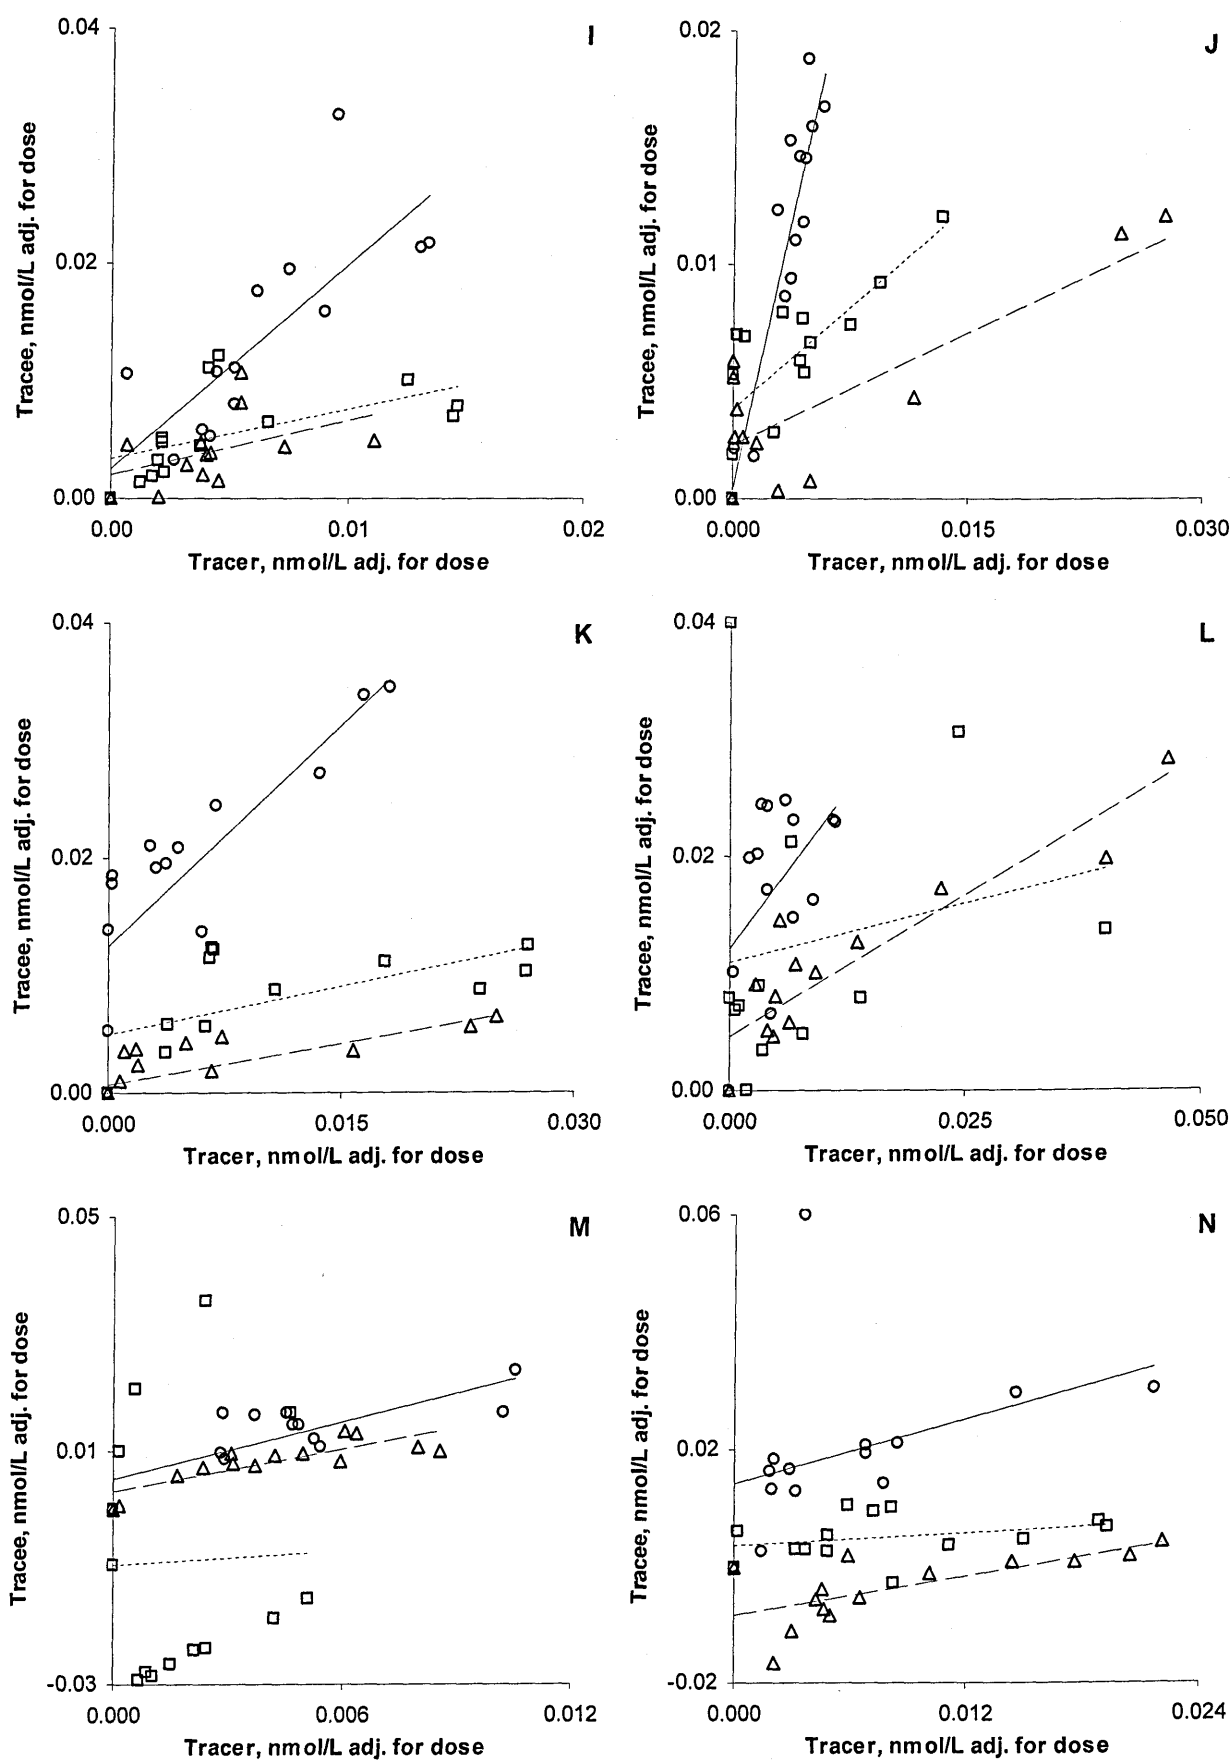 0.04
I
Tracee, nmol/L adj. for dose
0.02
0.00
0.00
0.01
0.02
Tracer, nmol/L adj. for dose
0.02
J
Tracee, nmol/L adj. for dose
0.01
0.00
0.000
0.015
0.030
Tracer, nmol/L adj. for dose
0.04
K
Tracee, nmol/L adj. for dose
0.02
0.00
0.000
0.015
0.030
Tracer, nmol/L adj. for dose
0.04
L
Tracee, nmol/L adj. for dose
0.02
0.00
0.000
0.025
0.050
Tracer, nmol/L adj. for dose
0.05
M
Tracee, nmol/L adj. for dose
0.01
-0.03
0.000
0.006
0.012
Tracer, nmol/L adj. for dose
0.06
N
Tracee, nmol/L adj. for dose
0.02
-0.02
0.000
0.012
0.024
Tracer, nmol/L adj. for dose